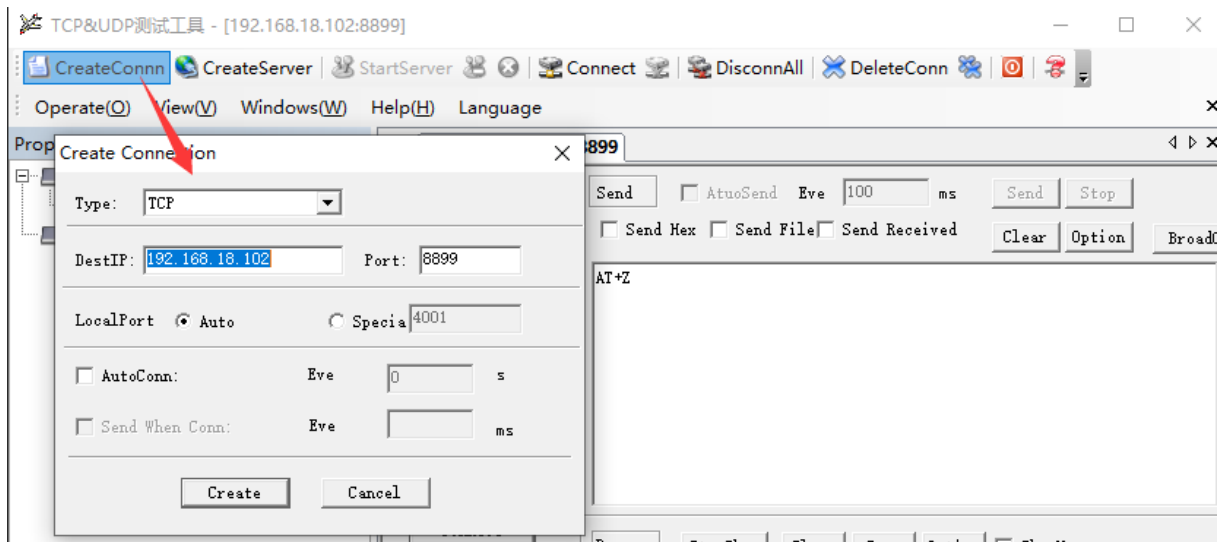 TCP&UDP测试工具 - [192.168.18.102:8899]
CreateConnn CreateServer StartServer Connect DisconnAll DeleteConn
Operate(O) View(V) Windows(W) Help(H) Language
Prop
8899
Create Connection
Type: TCP
DestIP: 192.168.18.102 Port: 8899
LocalPort Auto Specia 4001
AutoConn: Eve 0 s
Send When Conn: Eve ms
Create Cancel
Send AtuoSend Eve 100 ms Send Stop
Send Hex Send File Send Received Clear Option Broad
AT+Z